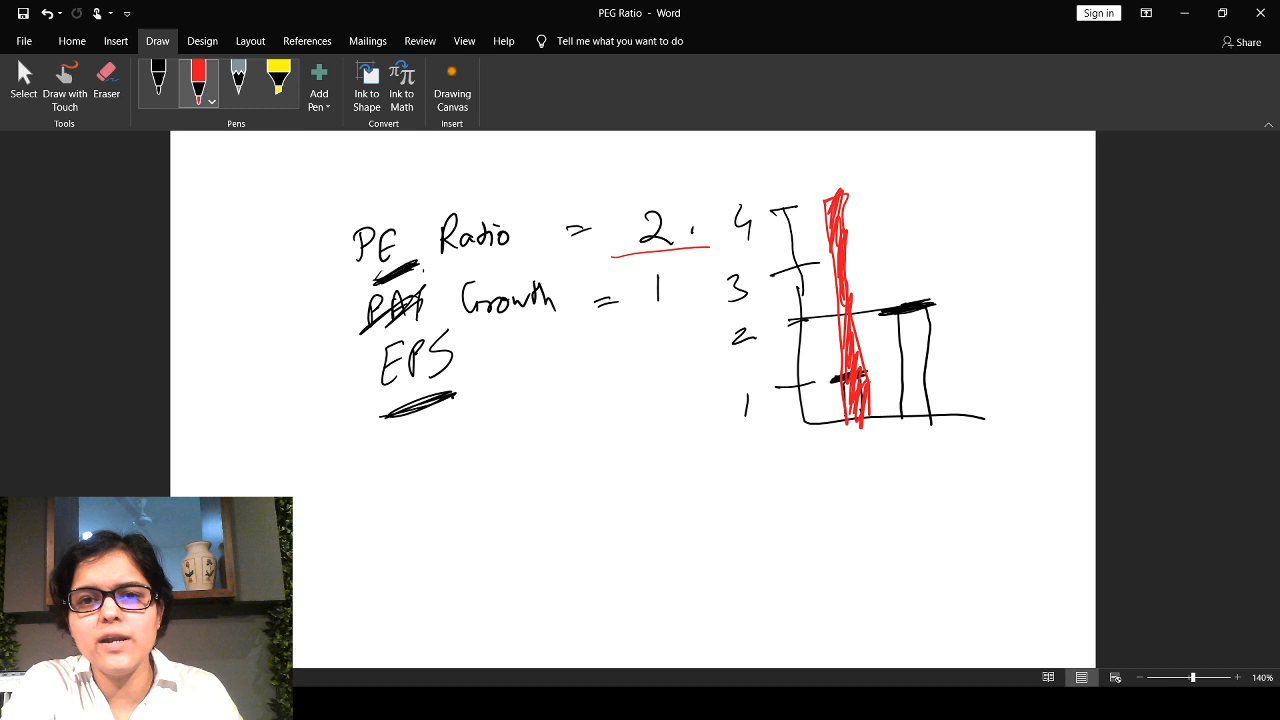 PEG Ratio - Word
Sign in
File Home Insert Draw Design Layout References Mailings Review View Help Tell me what you want to do
Share
Select
Draw with Touch
Eraser
Add Pen
Ink to Shape
Ink to Math
Drawing Canvas
Tools Pens Convert Insert
PE Ratio = 2.
PAT Growth = 1
EPS
4
3
2
1
140%